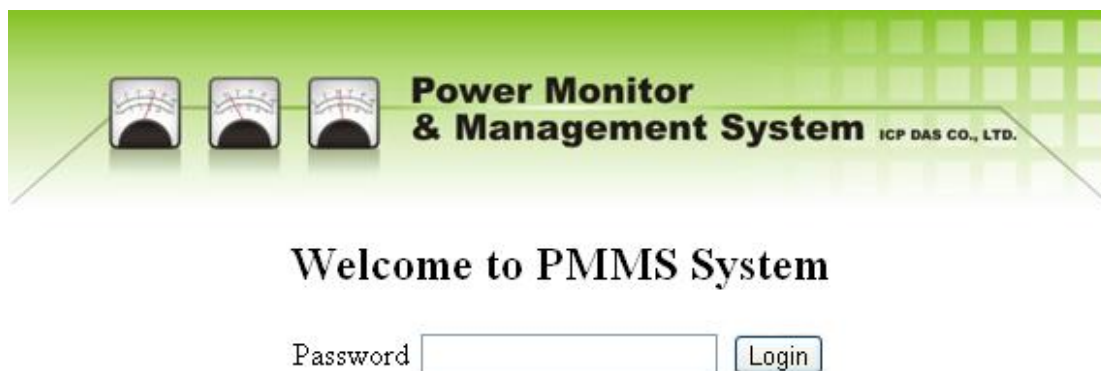 Power Monitor
& Management System ICP DAS CO., LTD.
Welcome to PMMS System
Password Login